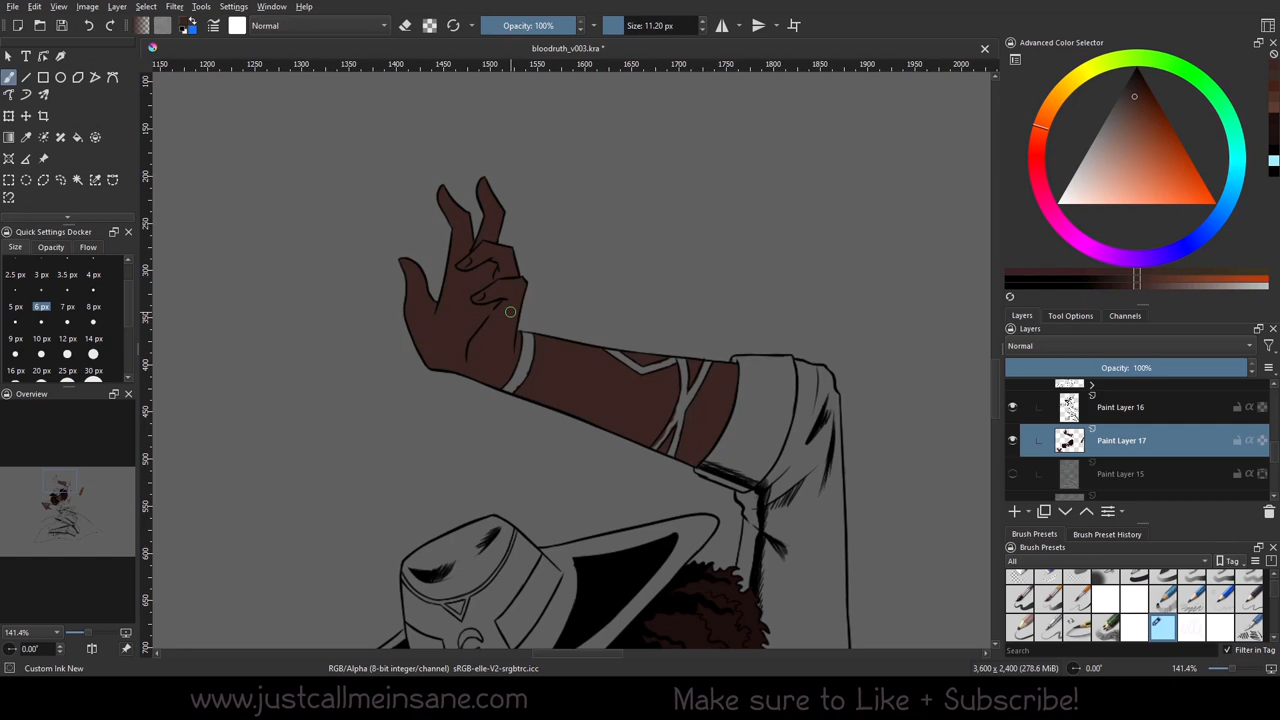 File Edit View Image Layer Select Filter Tools Settings Window Help
Normal
Opacity: 100%
Size: 11.20 px
bloodruth_v003.kra *
1150 1200 1250 1300 1350 1400 1450 1500 1550 1600 1650 1700 1750 1800 1850 1900 1950 2000
Quick Settings Docker
Size Opacity Flow
2.5 px 3 px 3.5 px 4 px
5 px 6 px 7 px 8 px
9 px 10 px 12 px 14 px
16 px 20 px 25 px 30 px
Overview
141.4%
0.00°
Custom Ink New
RGB/Alpha (8-bit integer/channel) sRGB-elle-V2-srgbtrc.icc
3,600 x 2,400 (278.6 MiB)
0.00°
141.4%
Advanced Color Selector
Layers Tool Options Channels
Layers
Normal
Opacity: 100%
Paint Layer 16
Paint Layer 17
Paint Layer 15
Brush Presets Brush Preset History
Brush Presets
All
Tag
Search
Filter in Tag
www.justcallmeinsane.com
Make sure to Like + Subscribe!